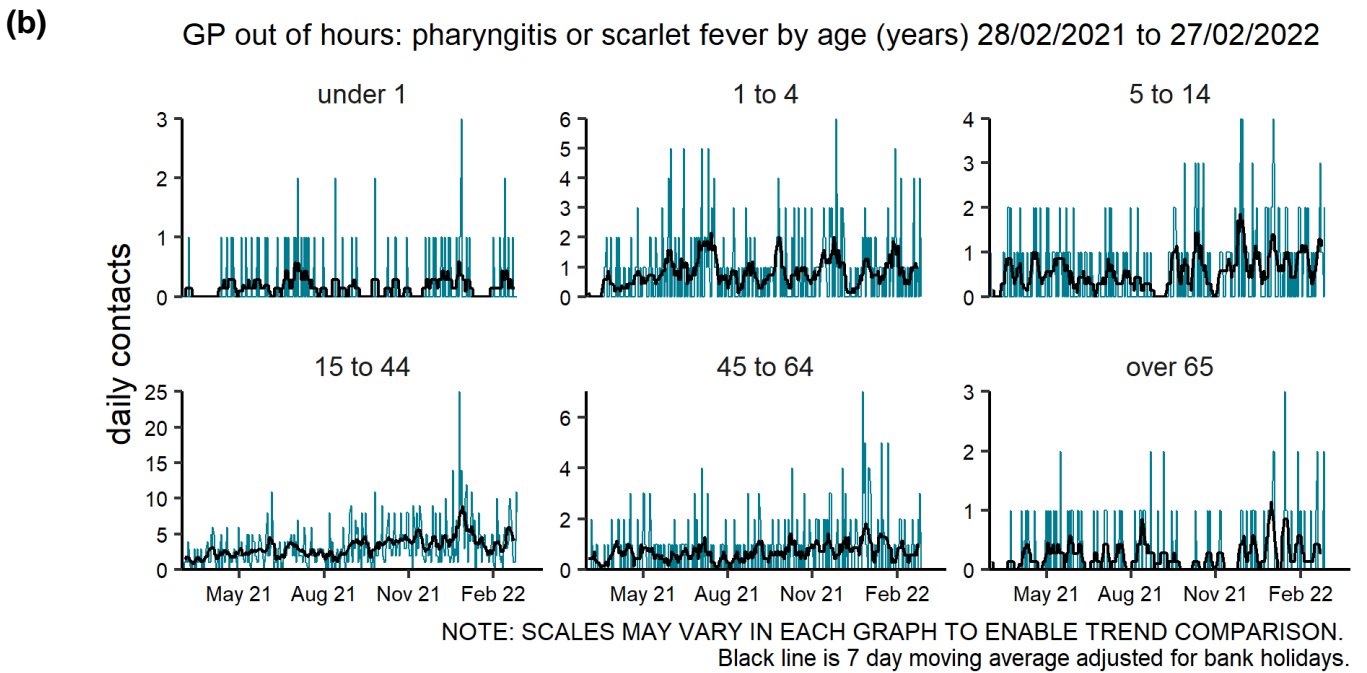 (b)
GP out of hours: pharyngitis or scarlet fever by age (years) 28/02/2021 to 27/02/2022
under 1
1 to 4
5 to 14
3
2
1
0
6
5
4
3
2
1
0
4
3
2
1
0
daily contacts
15 to 44
45 to 64
over 65
25
20
15
10
5
0
6
4
2
0
3
2
1
0
May 21 Aug 21 Nov 21 Feb 22
May 21 Aug 21 Nov 21 Feb 22
May 21 Aug 21 Nov 21 Feb 22
NOTE: SCALES MAY VARY IN EACH GRAPH TO ENABLE TREND COMPARISON.
Black line is 7 day moving average adjusted for bank holidays.